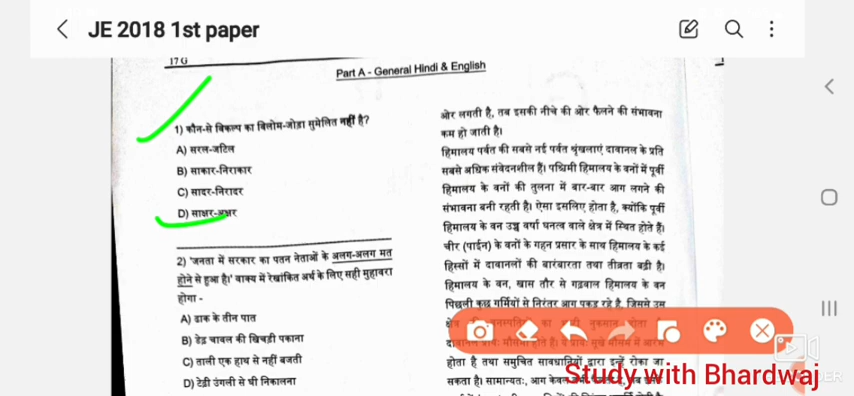 JE 2018 1st paper
17 G
Part A - General Hindi & English
1) कौन-से विकल्प का विलोम-जोड़ा सुमेलित नहीं है?
A) सरल-जटिल
B) साकार-निराकार
C) सादर-निरादर
D) साक्षर-अक्षर
2) 'जनता में सरकार का पतन नेताओं के अलग-अलग मत
होने से हुआ है।' वाक्य में रेखांकित अर्थ के लिए सही मुहावरा
होगा -
A) ढाक के तीन पात
B) डेढ़ चावल की खिचड़ी पकाना
C) ताली एक हाथ से नहीं बजती
D) टेढ़ी उंगली से घी निकालना
ओर लगती है, तब इसकी नीचे की ओर फैलने की संभावना
कम हो जाती है।
हिमालय पर्वत की सबसे नई पर्वत श्रृंखलाएं दावानल के प्रति
सबसे अधिक संवेदनशील हैं। पश्चिमी हिमालय के वनों में पूर्वी
हिमालय के वनों की तुलना में बार-बार आग लगने की
संभावना बनी रहती है। ऐसा इसलिए होता है, क्योंकि पूर्वी
हिमालय के वन उच्च वर्षा घनत्व वाले क्षेत्र में स्थित होते हैं।
चीर (पाईन) के वनों के गहन प्रसार के साथ हिमालय के कई
हिस्सों में दावानलों की बारंबारता तथा तीव्रता बढ़ी है।
हिमालय के वन, खास तौर से गढ़वाल हिमालय के वन
पिछली कुछ गर्मियों से निरंतर आग पकड़ रहे हैं, जिससे उस
होता है तथा समुचित सावधानियों द्वारा इन्हें रोका जा
सकता है। सामान्यतः, आग केवल
Study with Bhardwaj